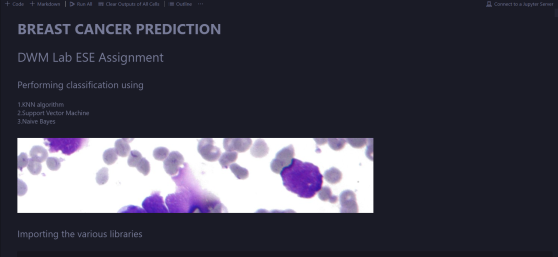 + Code + Markdown | Run All Clear Outputs of All Cells | Outline ...
Connect to a Jupyter Server
BREAST CANCER PREDICTION
DWM Lab ESE Assignment
Performing classification using
1.KNN algorithm
2.Support Vector Machine
3.Naive Bayes
Importing the various libraries